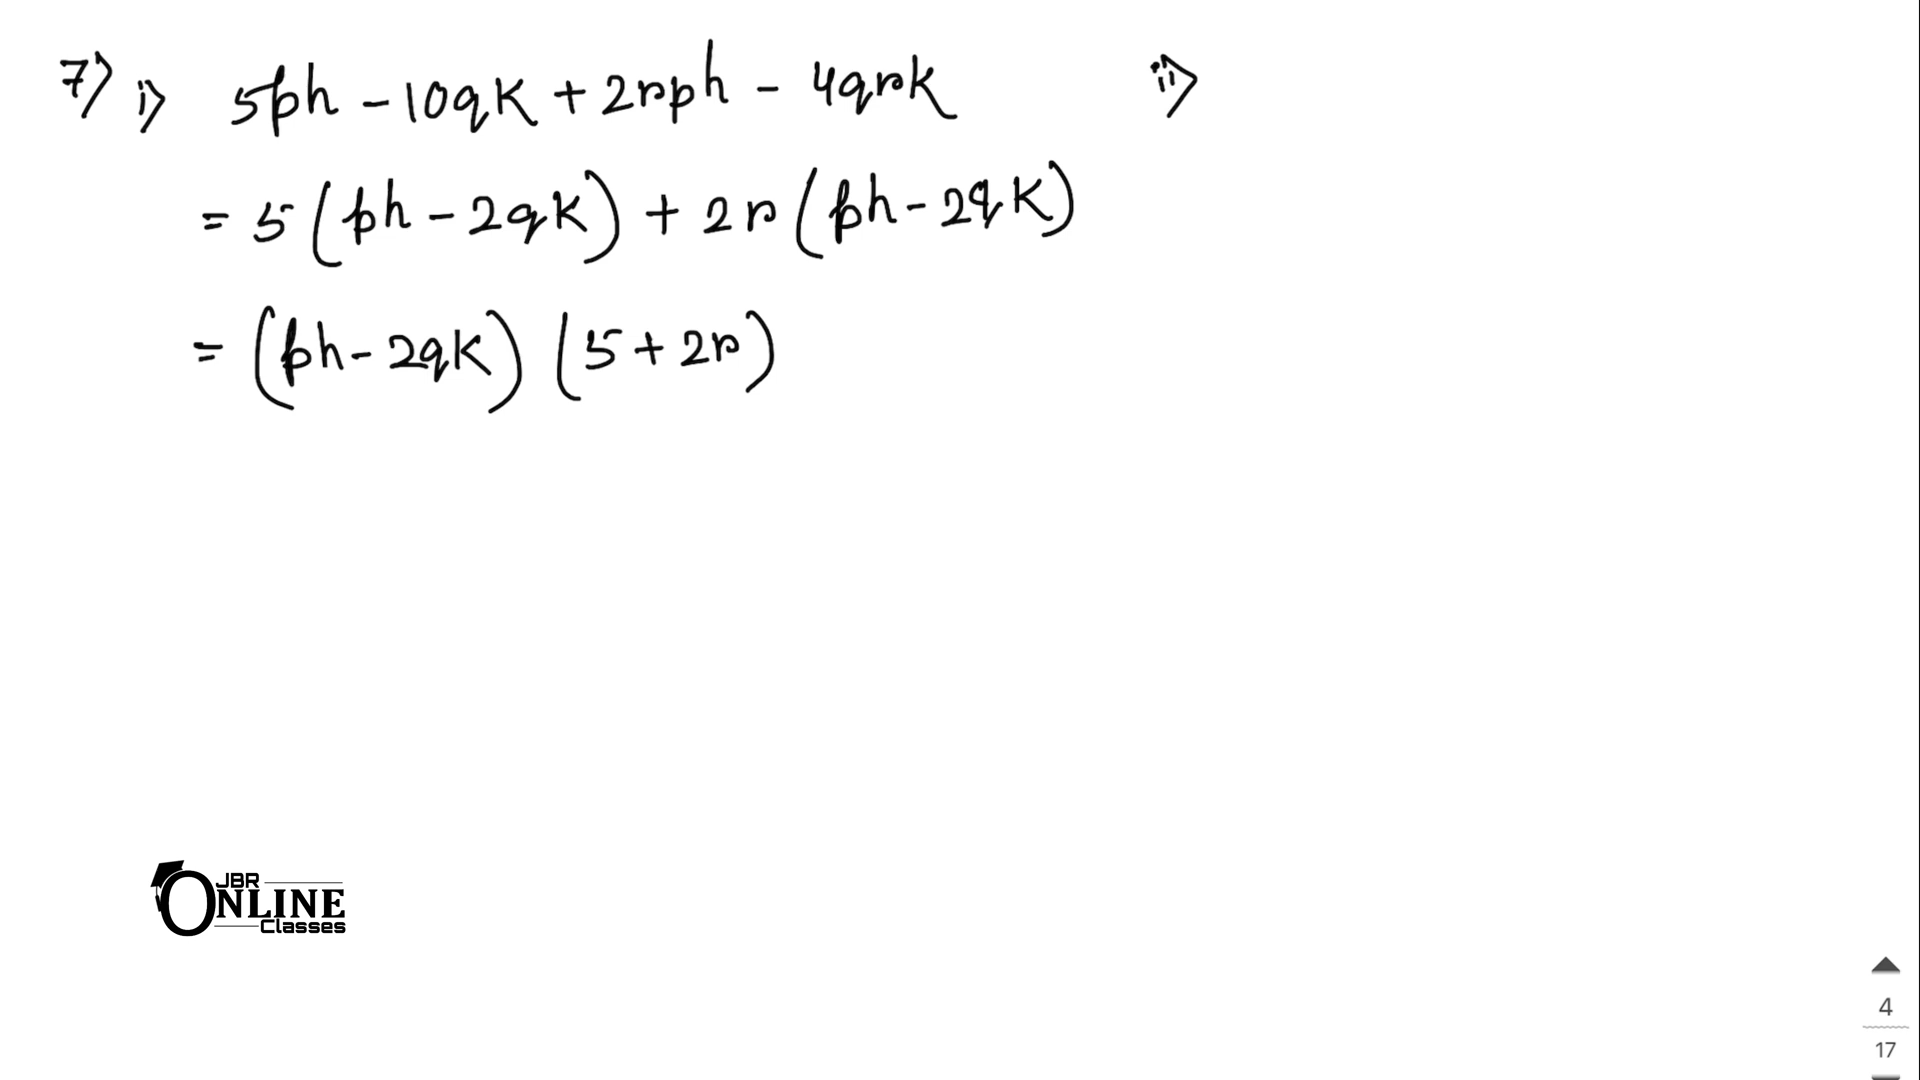 7) i) 5ph - 10qk + 2rph - 4qrk
= 5(ph - 2qk) + 2r(ph - 2qk)
= (ph - 2qk) (5 + 2r)
ii)
JBR
ONLINE
Classes
4
17